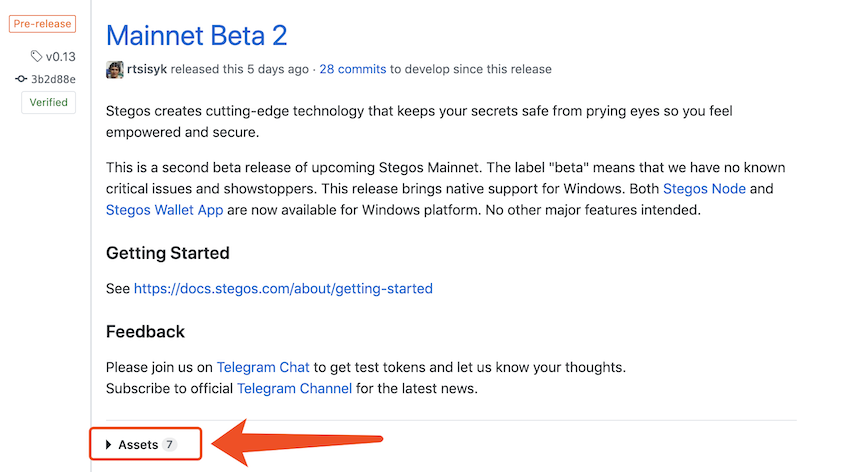 Pre-release
v0.13
3b2d88e
Verified
Mainnet Beta 2
rtsisyk released this 5 days ago · 28 commits to develop since this release
Stegos creates cutting-edge technology that keeps your secrets safe from prying eyes so you feel
empowered and secure.
This is a second beta release of upcoming Stegos Mainnet. The label "beta" means that we have no known
critical issues and showstoppers. This release brings native support for Windows. Both Stegos Node and
Stegos Wallet App are now available for Windows platform. No other major features intended.
Getting Started
See https://docs.stegos.com/about/getting-started
Feedback
Please join us on Telegram Chat to get test tokens and let us know your thoughts.
Subscribe to official Telegram Channel for the latest news.
Assets 7